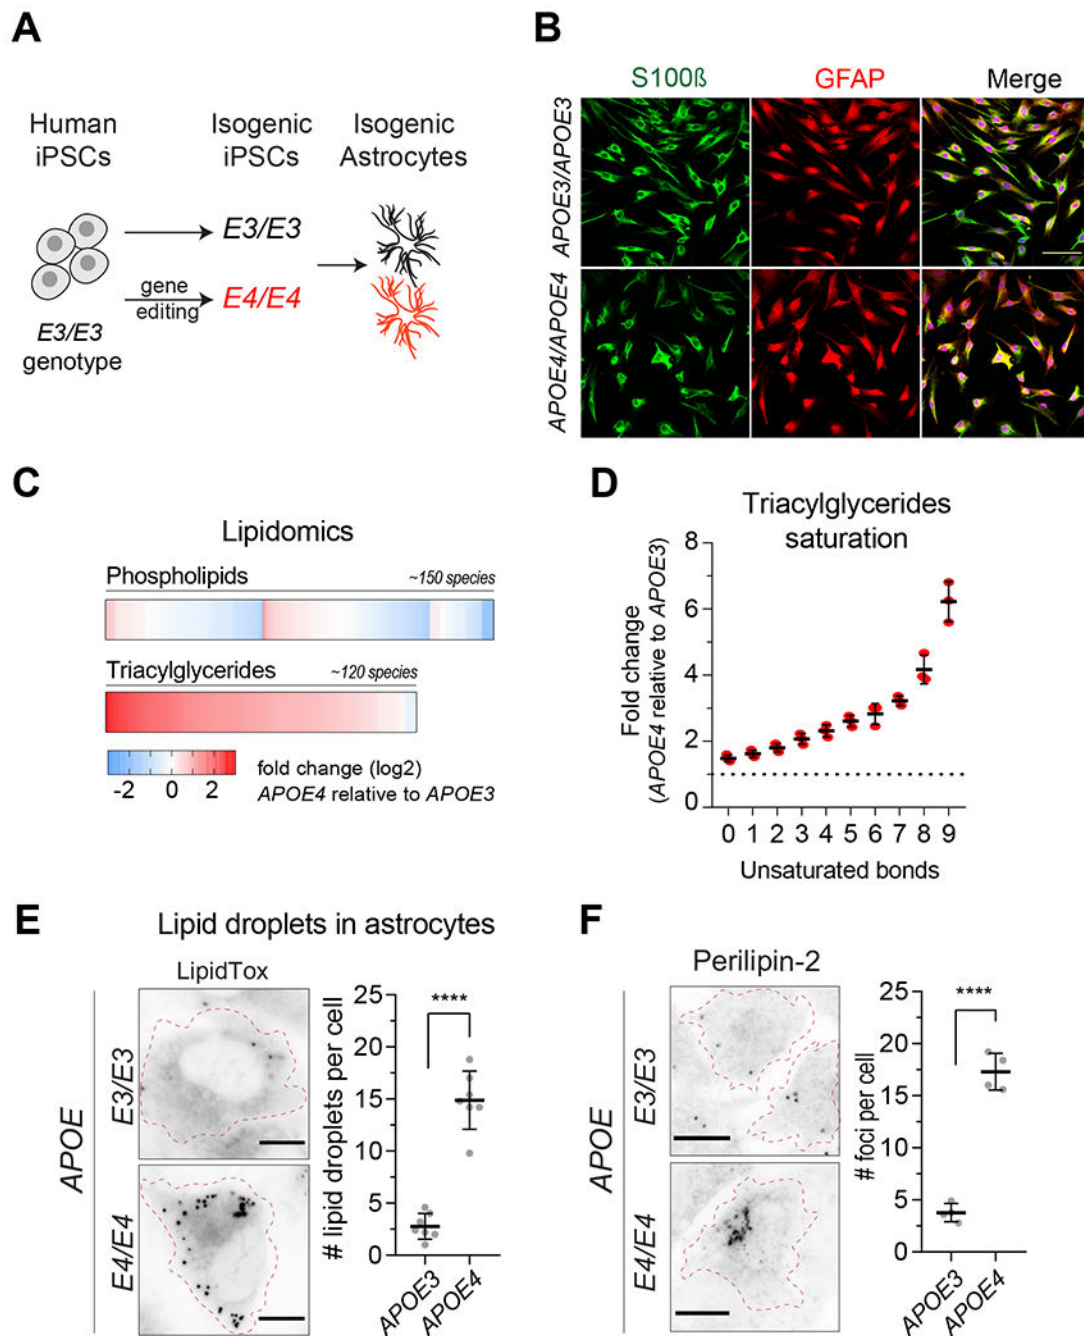 A
Human
iPSCs
Isogenic
iPSCs
Isogenic
Astrocytes
E3/E3
gene
editing
E4/E4
E3/E3
genotype
B
S100ß
GFAP
Merge
APOE3/APOE3
APOE4/APOE4
C
Lipidomics
Phospholipids
~150 species
Triacylglycerides
~120 species
-2 0 2
fold change (log2)
APOE4 relative to APOE3
D
Triacylglycerides
saturation
Fold change
(APOE4 relative to APOE3)
8
6
4
2
0
0 1 2 3 4 5 6 7 8 9
Unsaturated bonds
E
Lipid droplets in astrocytes
LipidTox
APOE
E3/E3
E4/E4
# lipid droplets per cell
25
20
15
10
5
0
****
APOE3
APOE4
F
Perilipin-2
APOE
E3/E3
E4/E4
# foci per cell
25
20
15
10
5
0
****
APOE3
APOE4